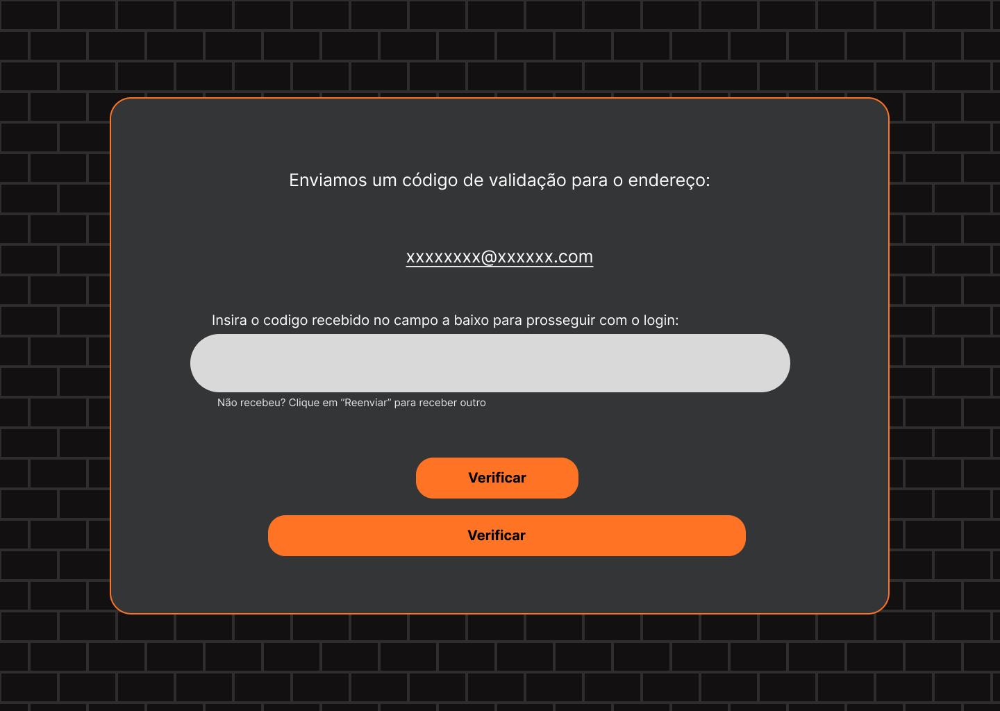 Enviamos um código de validação para o endereço:
xxxxxxxx@xxxxxx.com
Insira o codigo recebido no campo a baixo para prosseguir com o login:
Não recebeu? Clique em “Reenviar” para receber outro
Verificar
Verificar